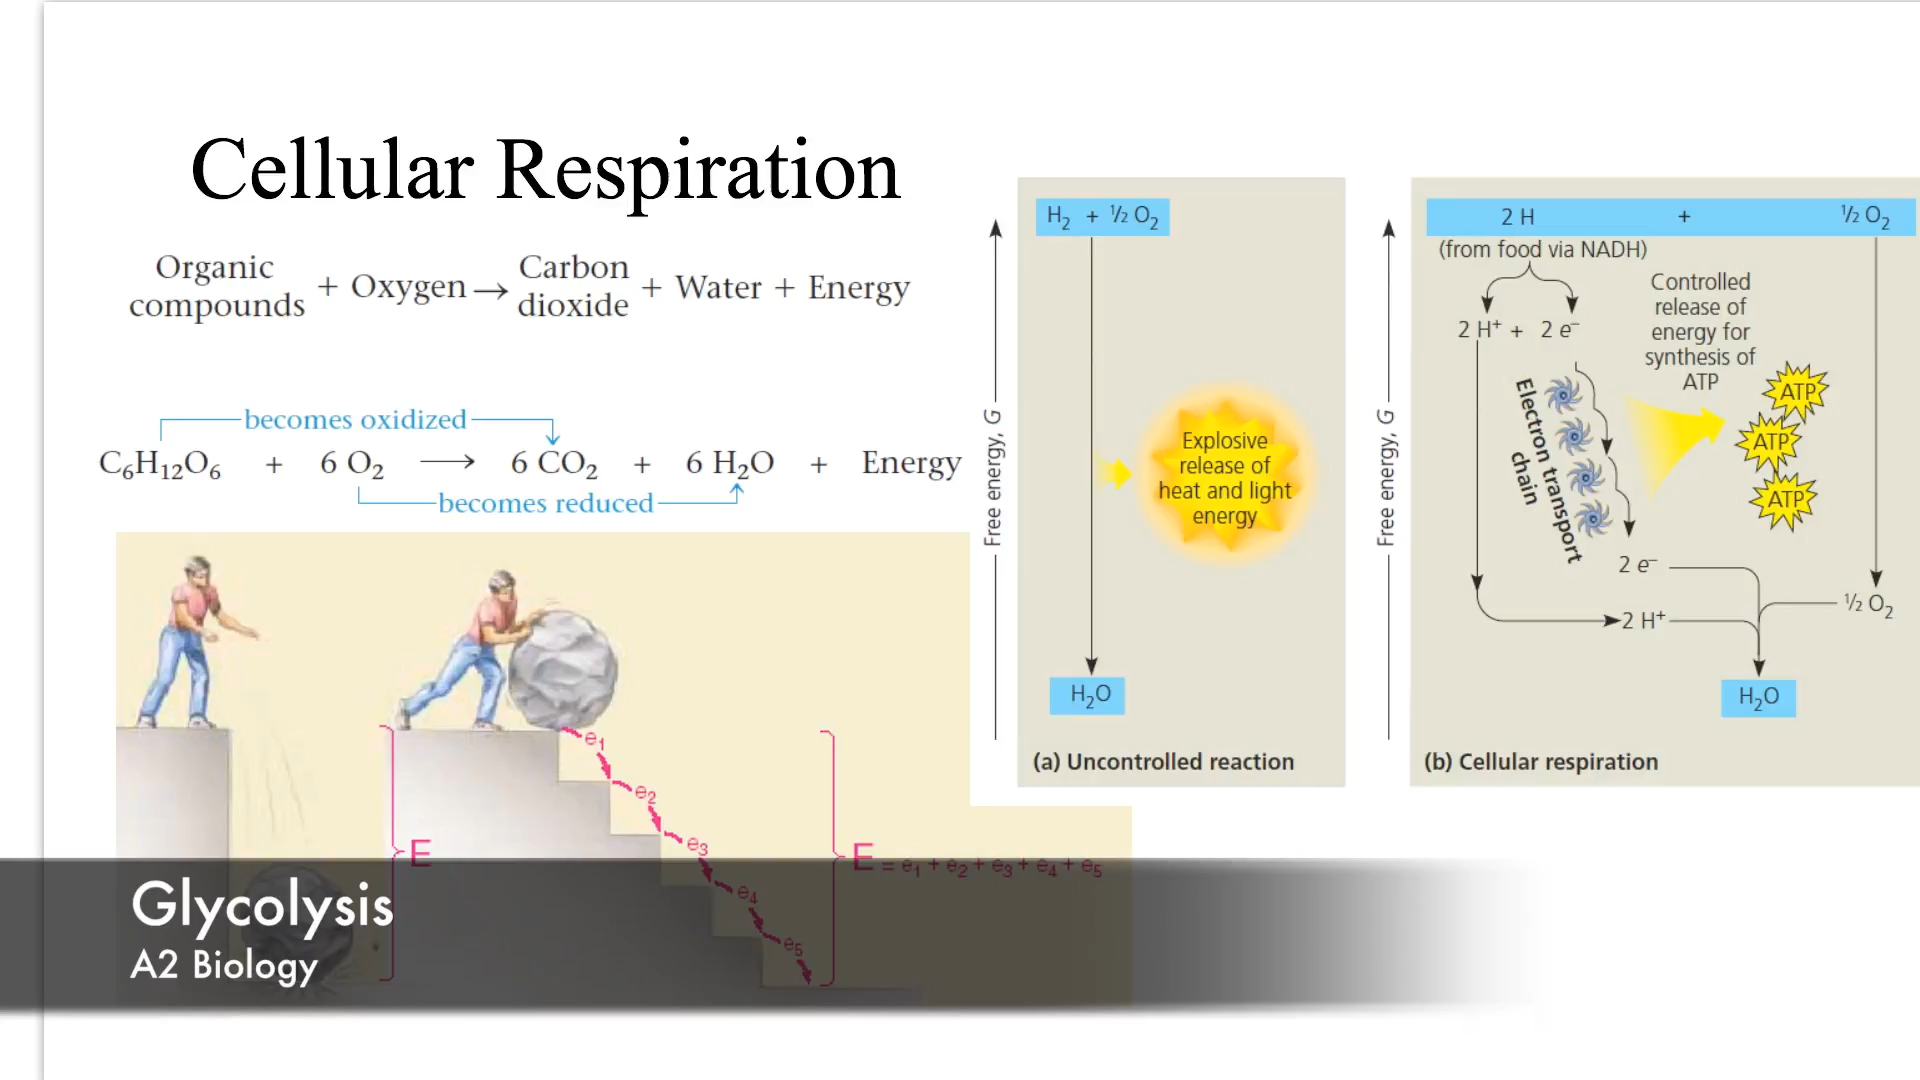 Cellular Respiration
Organic compounds + Oxygen → Carbon dioxide + Water + Energy
becomes oxidized
C₆H₁₂O₆ + 6 O₂ → 6 CO₂ + 6 H₂O + Energy
becomes reduced
E
e₁
e₂
e₃
e₄
e₅
E = e₁ + e₂ + e₃ + e₄ + e₅
Free energy, G
H₂ + ½ O₂
Explosive
release of
heat and light
energy
H₂O
(a) Uncontrolled reaction
Free energy, G
2 H + ½ O₂
(from food via NADH)
2 H⁺ + 2 e⁻
Controlled
release of
energy for
synthesis of
ATP
Electron transport
chain
ATP
ATP
ATP
2 e⁻
2 H⁺
½ O₂
H₂O
(b) Cellular respiration
Glycolysis
A2 Biology